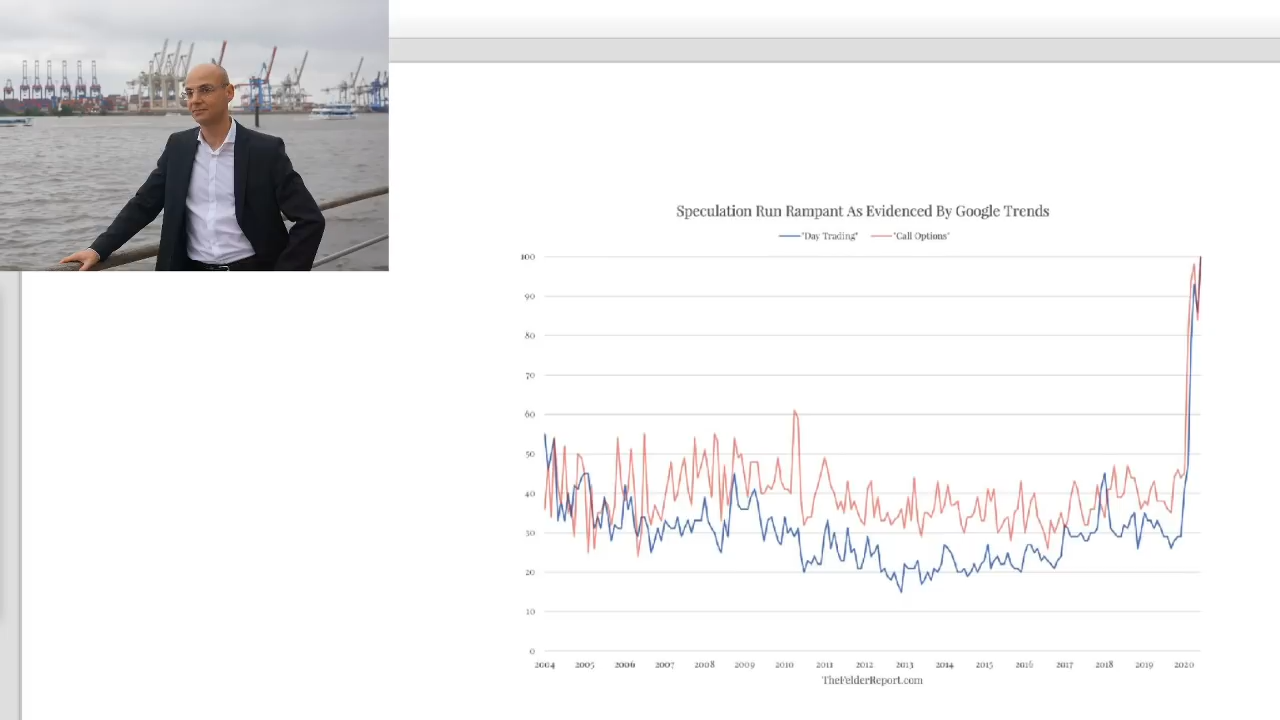 Speculation Run Rampant As Evidenced By Google Trends
"Day Trading" "Call Options"
100
90
80
70
60
50
40
30
20
10
0
2004 2005 2006 2007 2008 2009 2010 2011 2012 2013 2014 2015 2016 2017 2018 2019 2020
TheFelderReport.com